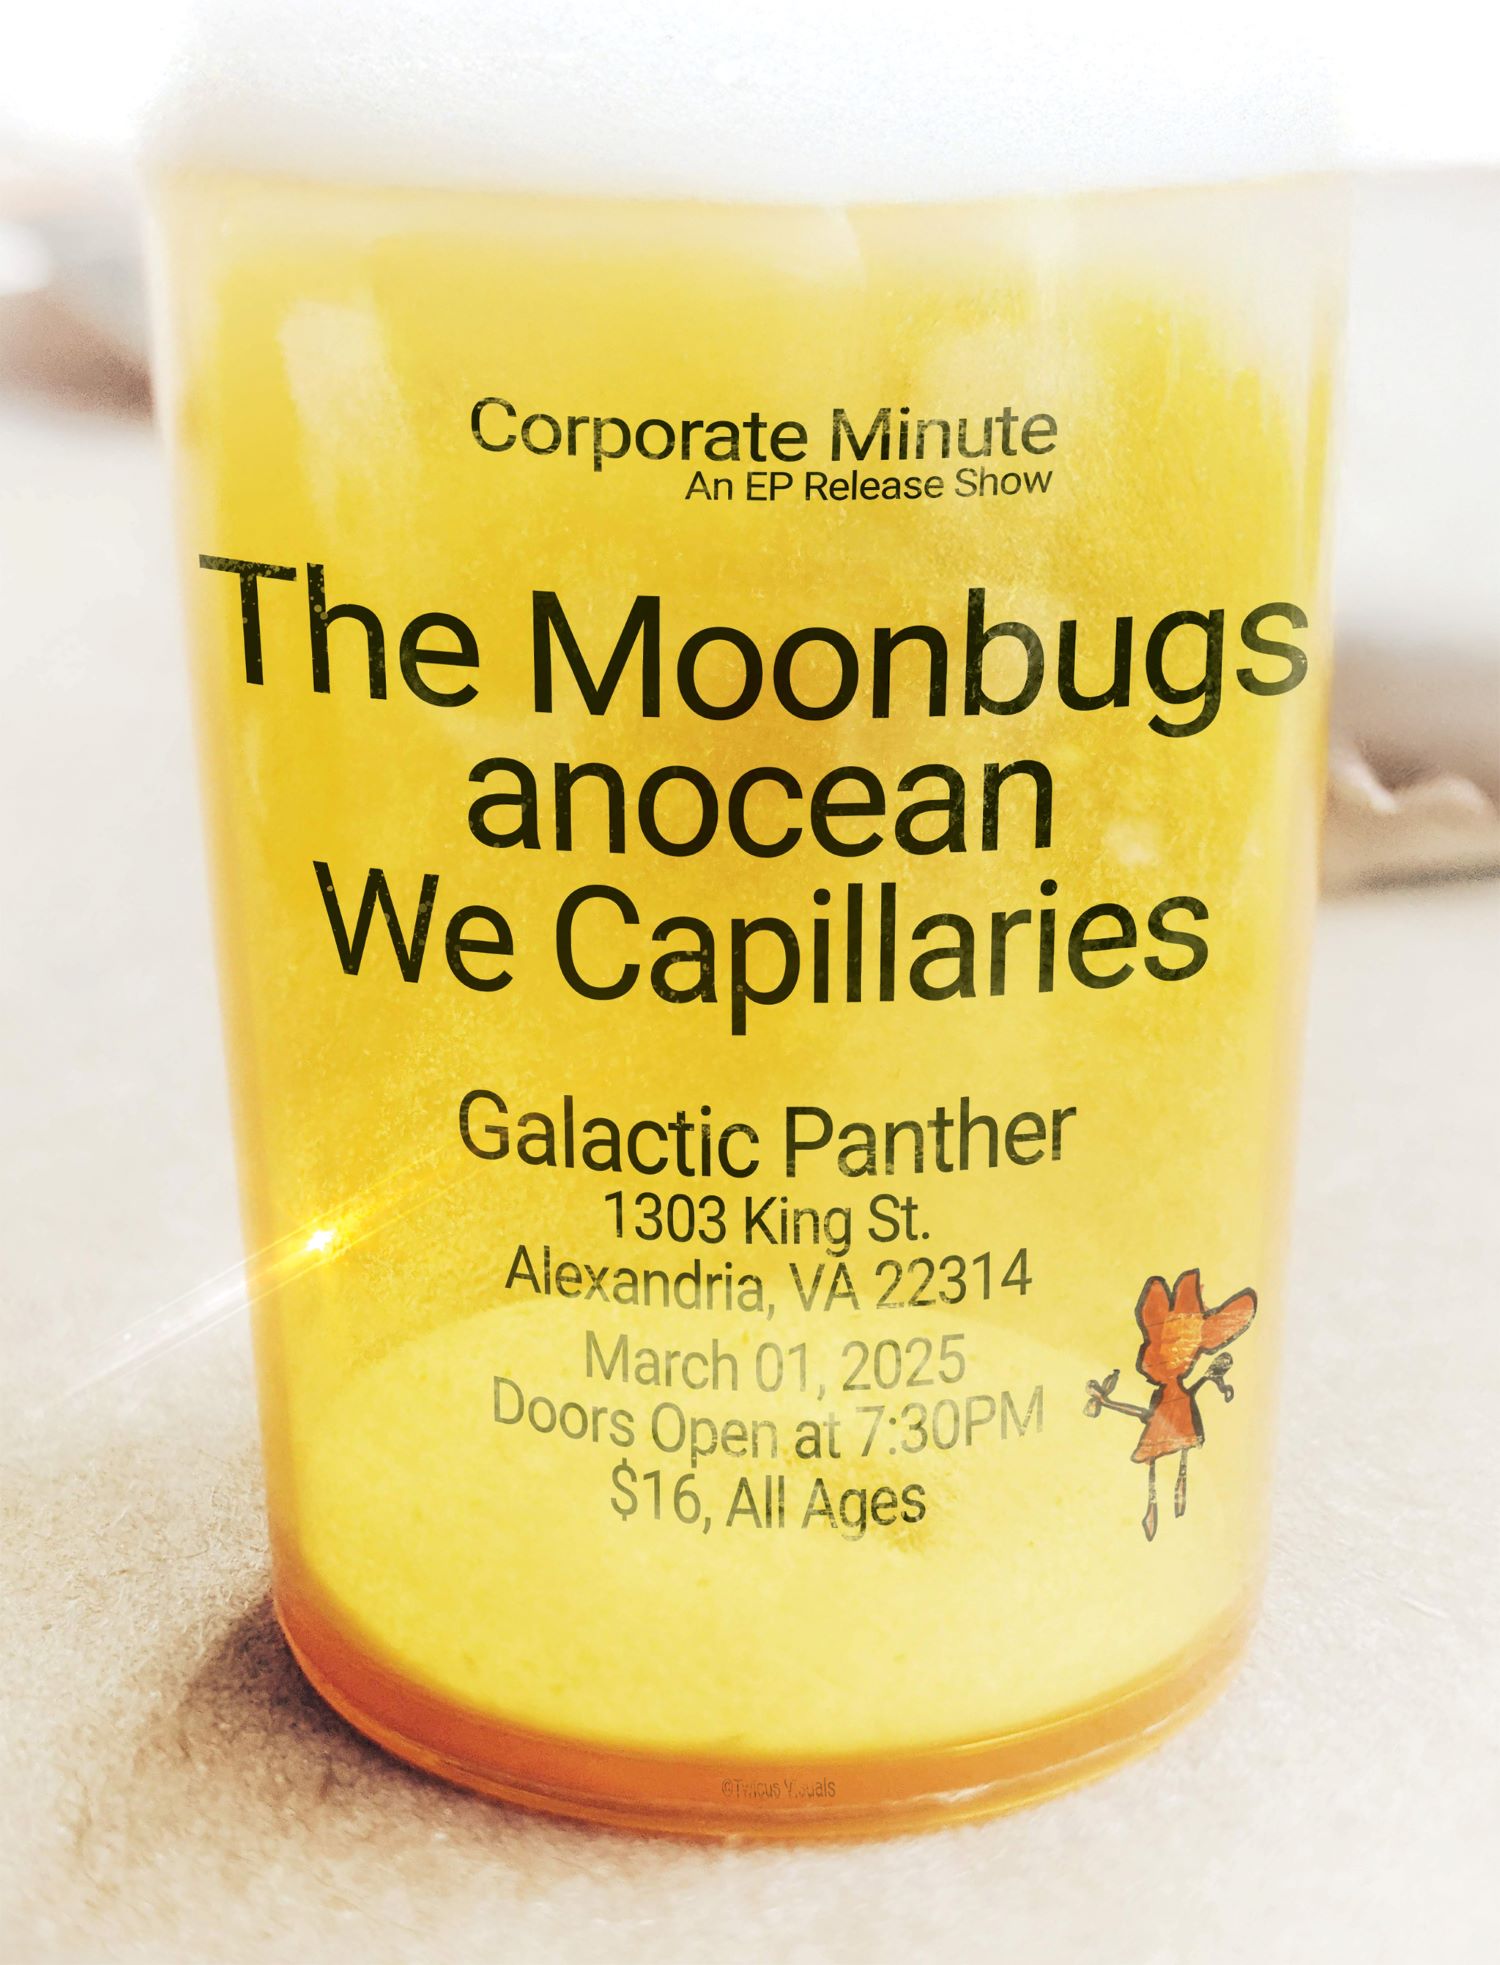 Corporate Minute
An EP Release Show
The Moonbugs
anocean
We Capillaries
Galactic Panther
1303 King St.
Alexandria, VA 22314
March 01, 2025
Doors Open at 7:30PM
$16, All Ages